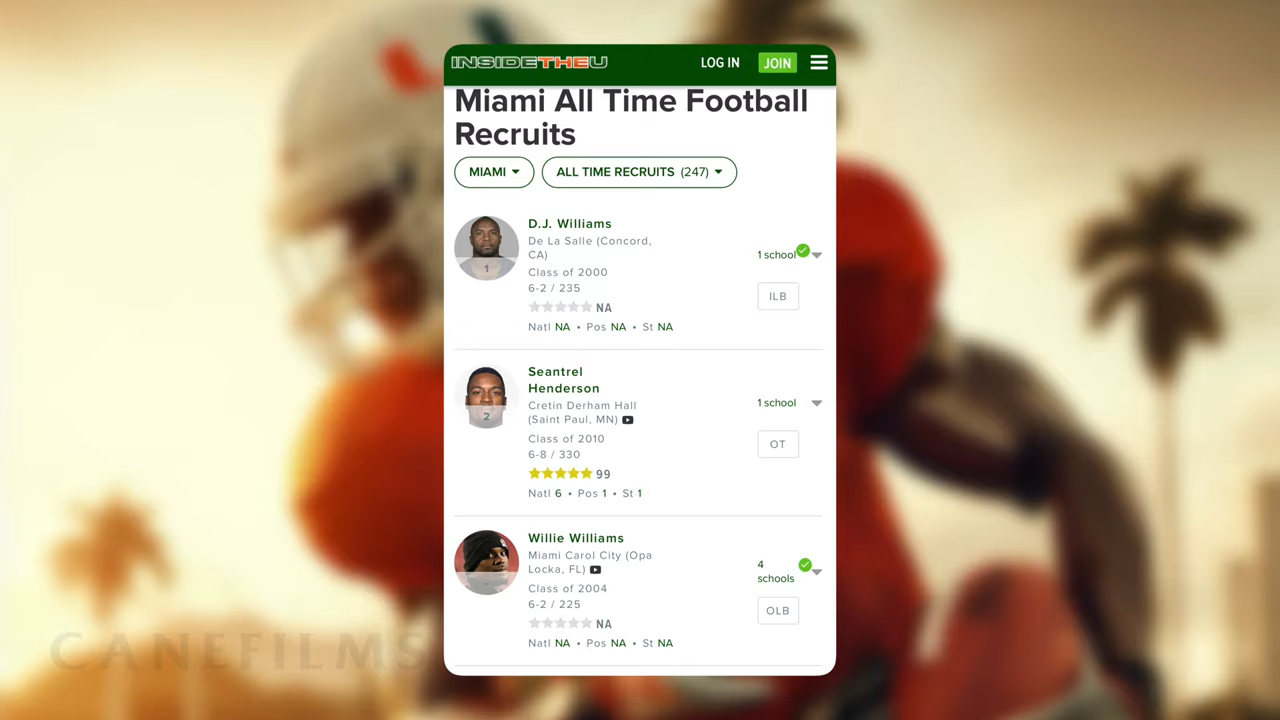 INSIDETHEU
LOG IN
JOIN
Miami All Time Football
Recruits
MIAMI
ALL TIME RECRUITS (247)
1
D.J. Williams
De La Salle (Concord,
CA)
Class of 2000
6-2 / 235
NA
Natl NA • Pos NA • St NA
1 school
ILB
2
Seantrel
Henderson
Cretin Derham Hall
(Saint Paul, MN)
Class of 2010
6-8 / 330
99
Natl 6 • Pos 1 • St 1
1 school
OT
Willie Williams
Miami Carol City (Opa
Locka, FL)
Class of 2004
6-2 / 225
NA
Natl NA • Pos NA • St NA
4
schools
OLB
CANEFILMS